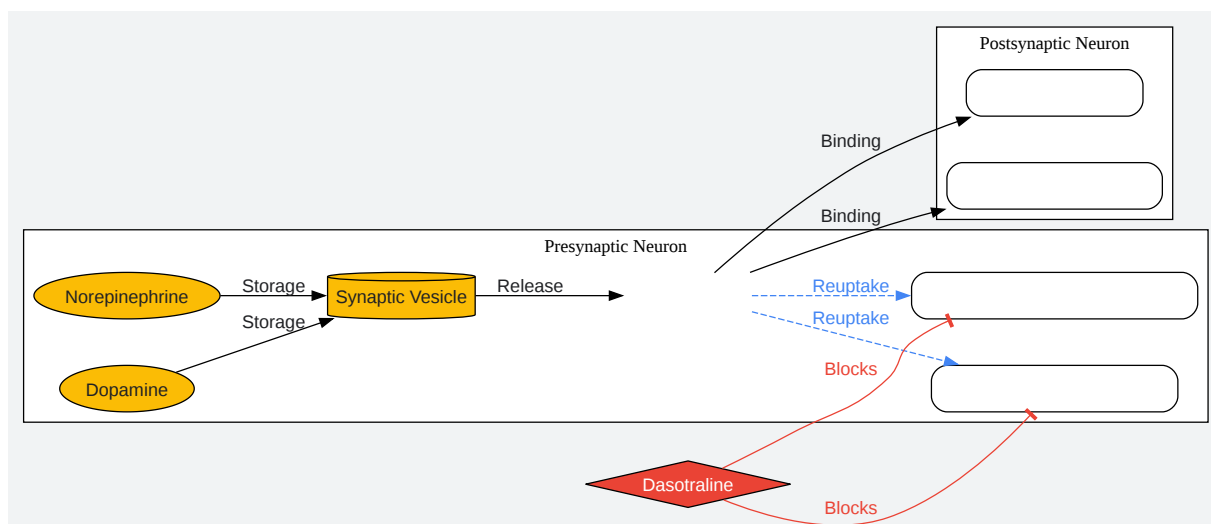 Postsynaptic Neuron
Binding
Binding
Presynaptic Neuron
Norepinephrine
Storage
Synaptic Vesicle
Release
Reuptake
Storage
Reuptake
Dopamine
Blocks
Dasotraline
Blocks